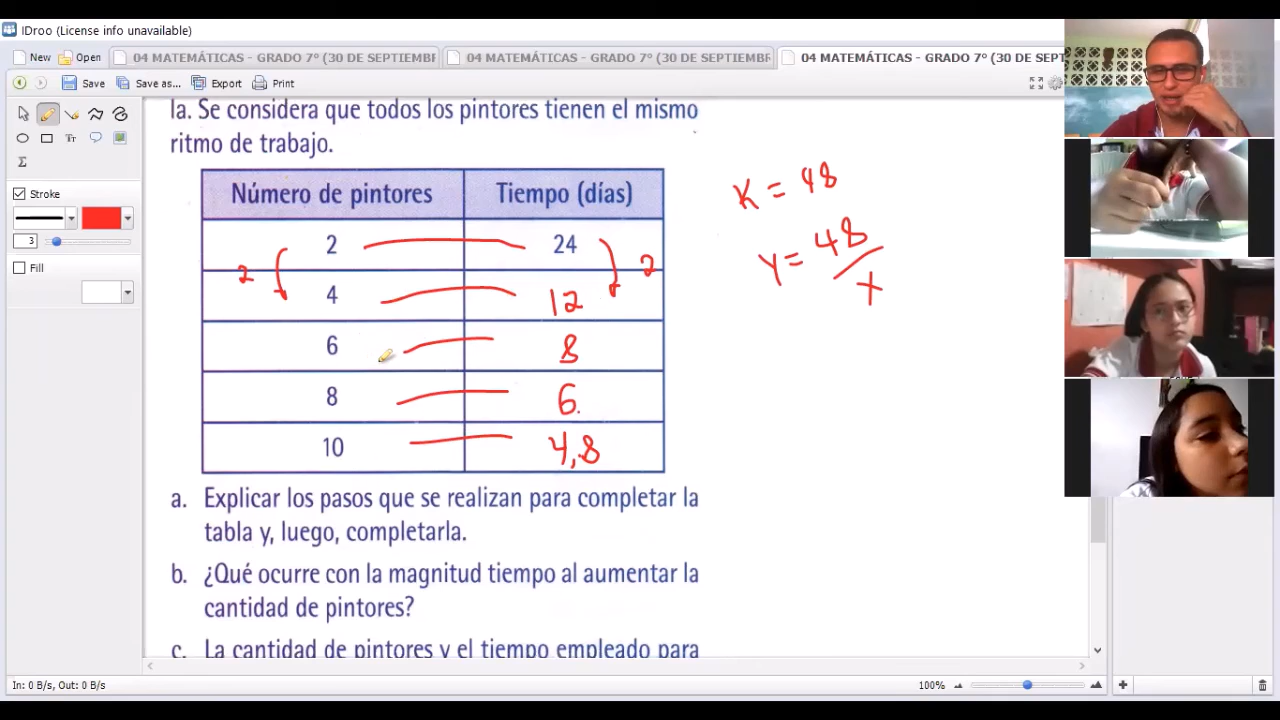 IDroo (License info unavailable)
New Open 04 MATEMÁTICAS - GRADO 7º (30 DE SEPTIEMBR 04 MATEMÁTICAS - GRADO 7º (30 DE SEPTIEMBR 04 MATEMÁTICAS - GRADO 7º (30 DE SEPT
Save Save as... Export Print
la. Se considera que todos los pintores tienen el mismo
ritmo de trabajo.
Número de pintores Tiempo (días)
2 24
2 2
4 12
6 8
8 6.
10 4,8
K = 48
y = 48/x
a. Explicar los pasos que se realizan para completar la
tabla y, luego, completarla.
b. ¿Qué ocurre con la magnitud tiempo al aumentar la
cantidad de pintores?
c. La cantidad de pintores y el tiempo empleado para
Tr
Σ
Stroke
3
Fill
In: 0 B/s, Out: 0 B/s
100%